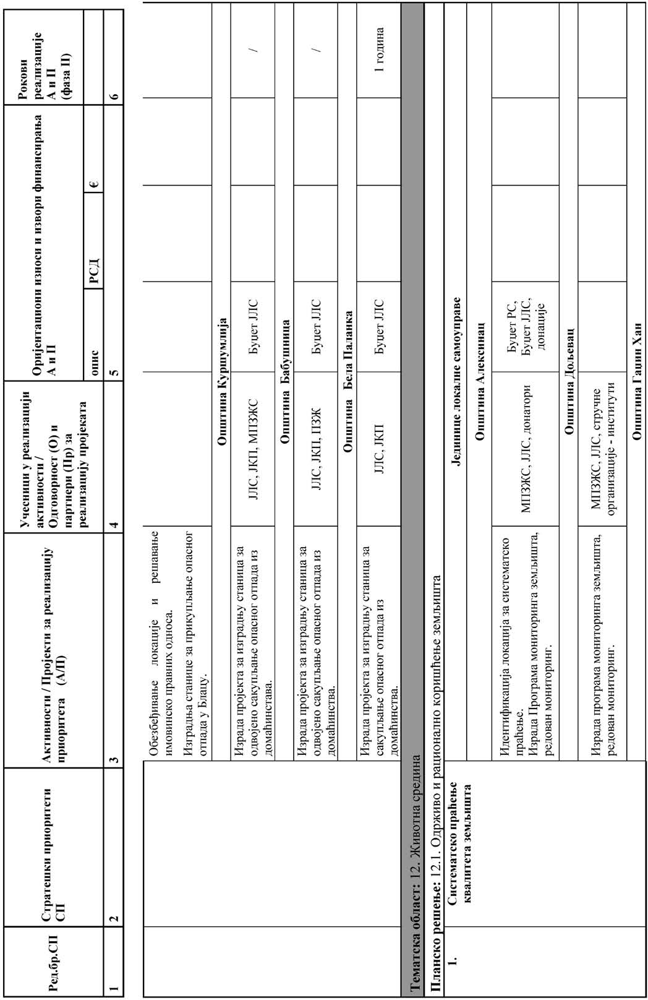 Ред.бр.СП
Стратешки приоритети
СП
Активности / Пројекти за реализацију
приоритета (А/П)
Учесници у реализацији
активности /
Одговорност (О) и
партнери (Пр) за
реализацију пројеката
Оријентациони износи и извори финансирања
А и П
опис
РСД
€
Рокови
реализације
А и П
(фаза II)
1
2
3
4
5
6
Обезбеђивање локације и решавање
имовинско правних односа.
Изградња станице за прикупљање опасног
отпада у Блацу.
Општина Куршумлија
Израда пројекта за изградњу станица за
одвојено сакупљање опасног отпада из
домаћинстава.
ЈЛС, ЈКП, МПЗЖС
Буџет ЈЛС
/
Општина Бабушница
Израда пројекта за изградњу станица за
одвојено сакупљање опасног отпада из
домаћинства.
ЈЛС, ЈКП, ПЗЖ
Буџет ЈЛС
/
Општина Бела Паланка
Израда пројекта за изградњу станица за
сакупљање опасног отпада из
домаћинства.
ЈЛС, ЈКП
Буџет ЈЛС
1 година
Тематска област: 12. Животна средина
Планско решење: 12.1. Одрживо и рационално коришћење земљишта
1.
Систематско праћење
квалитета земљишта
Јединице локалне самоуправе
Општина Алексинац
Идентификација локација за систематско
праћење.
Израда Програма мониторинга земљишта,
редован мониторинг.
МПЗЖС, ЈЛС, донатори
Буџет РС,
Буџет ЈЛС,
донације
Општина Дољевац
Израда програма мониторинга земљишта,
редован мониторинг.
МПЗЖС, ЈЛС, стручне
организације - институти
Општина Гаџин Хан